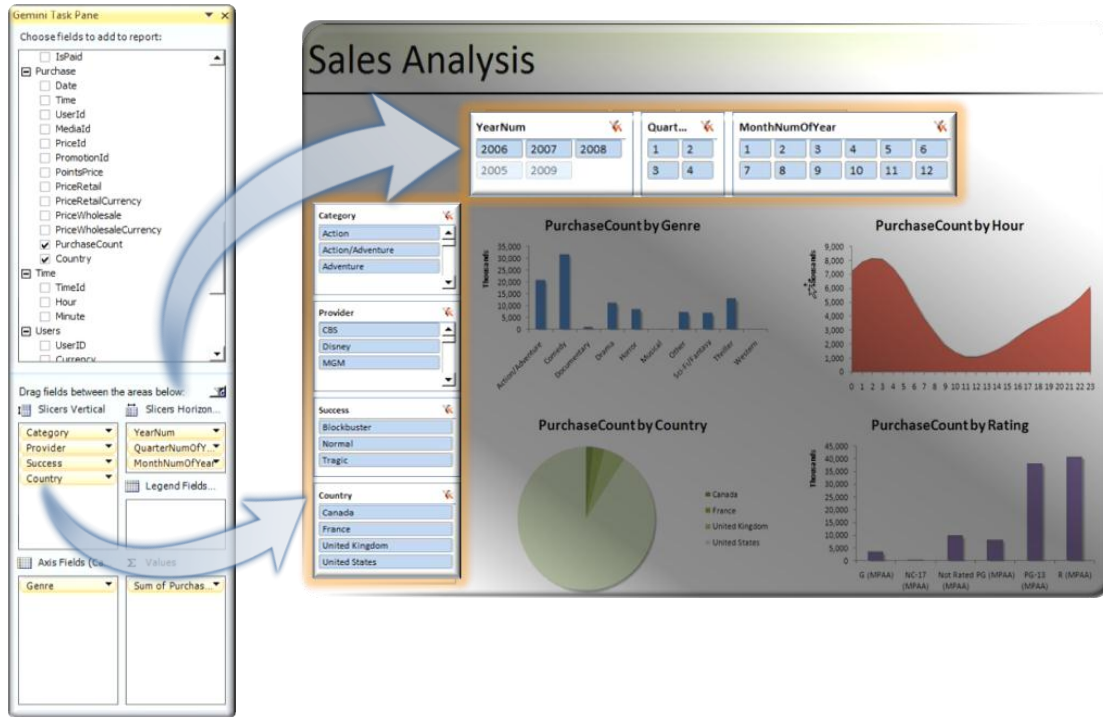 Gemini Task Pane
Choose fields to add to report:
IsPaid
Purchase
Date
Time
UserId
MediaId
PriceId
PromotionId
PointsPrice
PriceRetail
PriceRetailCurrency
PriceWholesale
PriceWholesaleCurrency
PurchaseCount
Country
Time
TimeId
Hour
Minute
Users
UserID
Currency
Drag fields between the areas below:
Slicers Vertical
Slicers Horizon...
Category
Provider
Success
Country
YearNum
QuarterNumOfY...
MonthNumOfYear
Legend Fields...
Axis Fields (Ca...
Σ Values
Genre
Sum of Purchas...
Sales Analysis
YearNum
2006 2007 2008
2005 2009
Quart...
1 2
3 4
MonthNumOfYear
1 2 3 4 5 6
7 8 9 10 11 12
Category
Action
Action/Adventure
Adventure
Provider
CBS
Disney
MGM
Success
Blockbuster
Normal
Tragic
Country
Canada
France
United Kingdom
United States
PurchaseCount by Genre
Thousands
35,000
30,000
25,000
20,000
15,000
10,000
5,000
0
Action/Adventure
Comedy
Documentary
Drama
Horror
Musical
Other
Sci-Fi/Fantasy
Thriller
Western
PurchaseCount by Hour
Thousands
9,000
8,000
7,000
6,000
5,000
4,000
3,000
2,000
1,000
0
0 1 2 3 4 5 6 7 8 9 10 11 12 13 14 15 16 17 18 19 20 21 22 23
PurchaseCount by Country
Canada
France
United Kingdom
United States
PurchaseCount by Rating
Thousands
45,000
40,000
35,000
30,000
25,000
20,000
15,000
10,000
5,000
0
G (MPAA)
NC-17 (MPAA)
Not Rated (MPAA)
PG (MPAA)
PG-13 (MPAA)
R (MPAA)